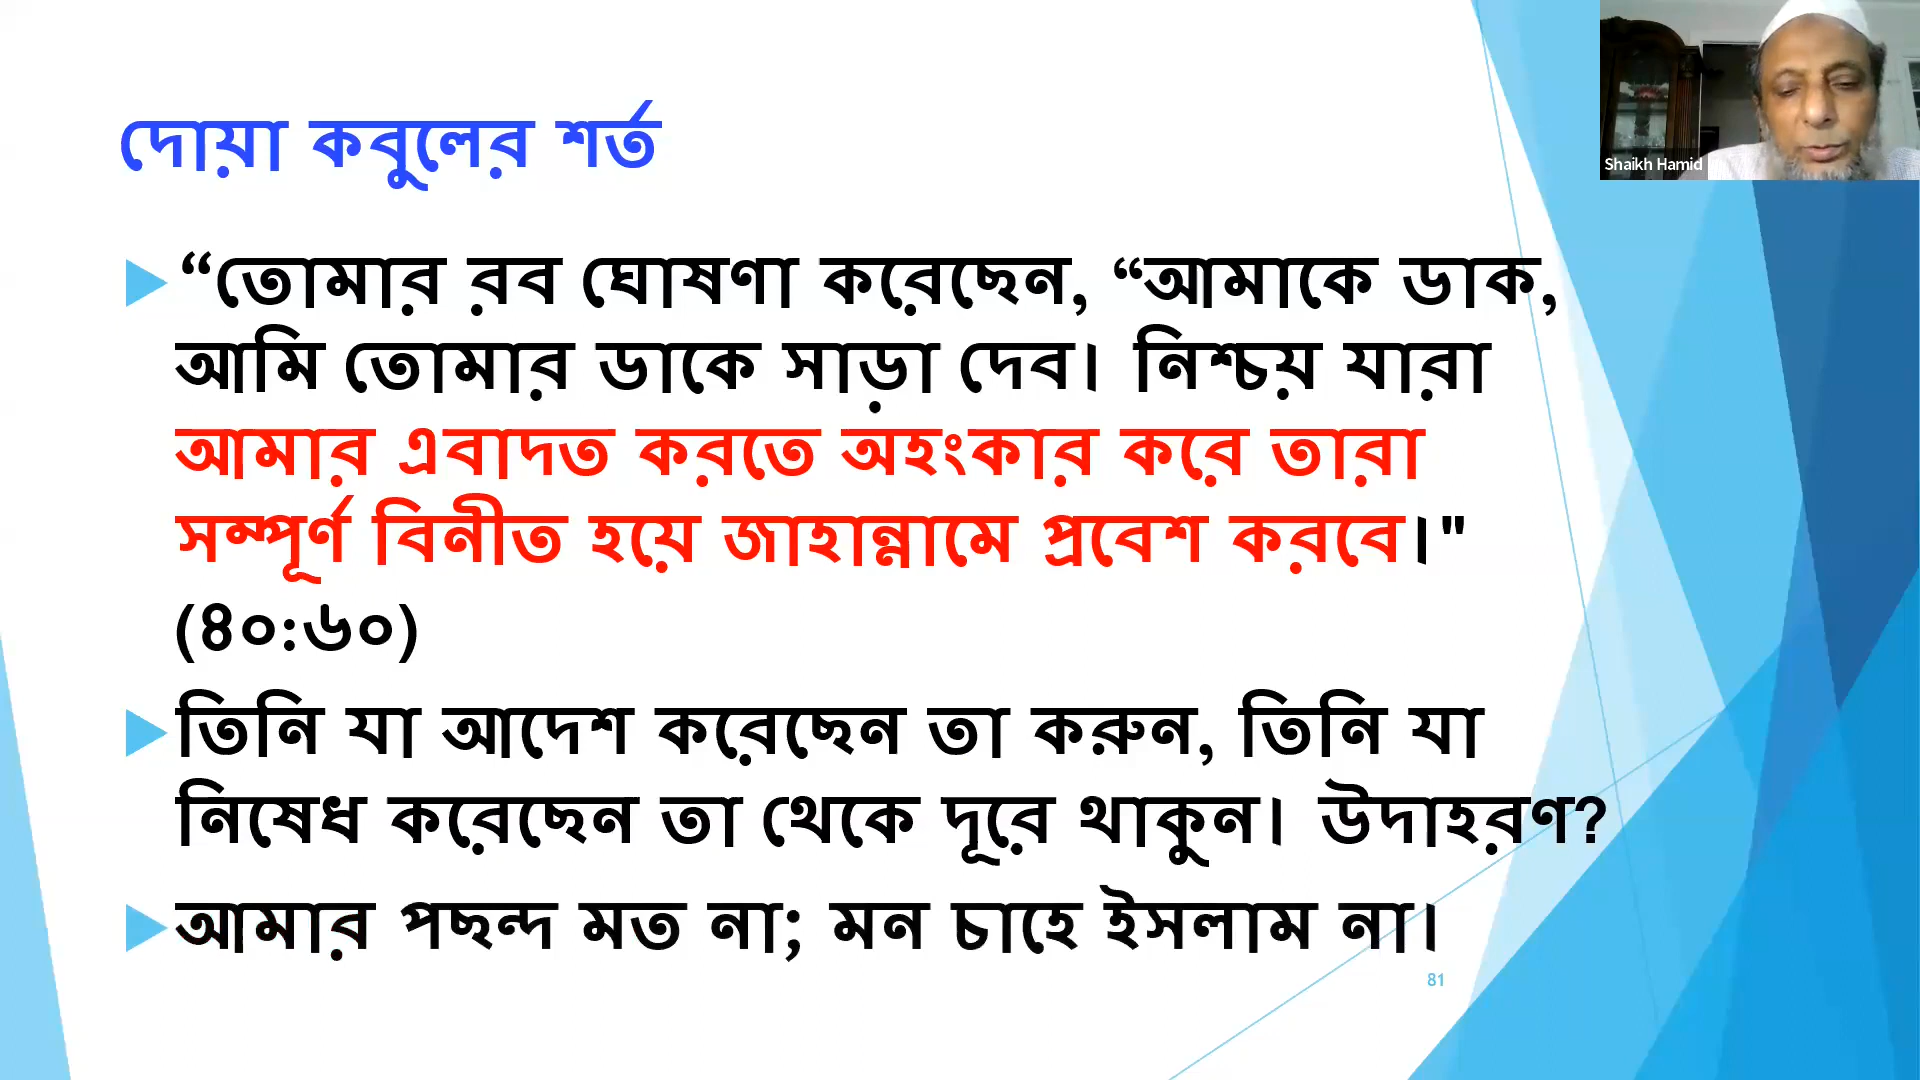 দোয়া কবুলের শর্ত
Shaikh Hamid
“তোমার রব ঘোষণা করেছেন, “আমাকে ডাক,
আমি তোমার ডাকে সাড়া দেব। নিশ্চয় যারা
আমার এবাদত করতে অহংকার করে তারা
সম্পূর্ণ বিনীত হয়ে জাহান্নামে প্রবেশ করবে।"
(৪০:৬০)
তিনি যা আদেশ করেছেন তা করুন, তিনি যা
নিষেধ করেছেন তা থেকে দূরে থাকুন। উদাহরণ?
আমার পছন্দ মত না; মন চাহে ইসলাম না।
81